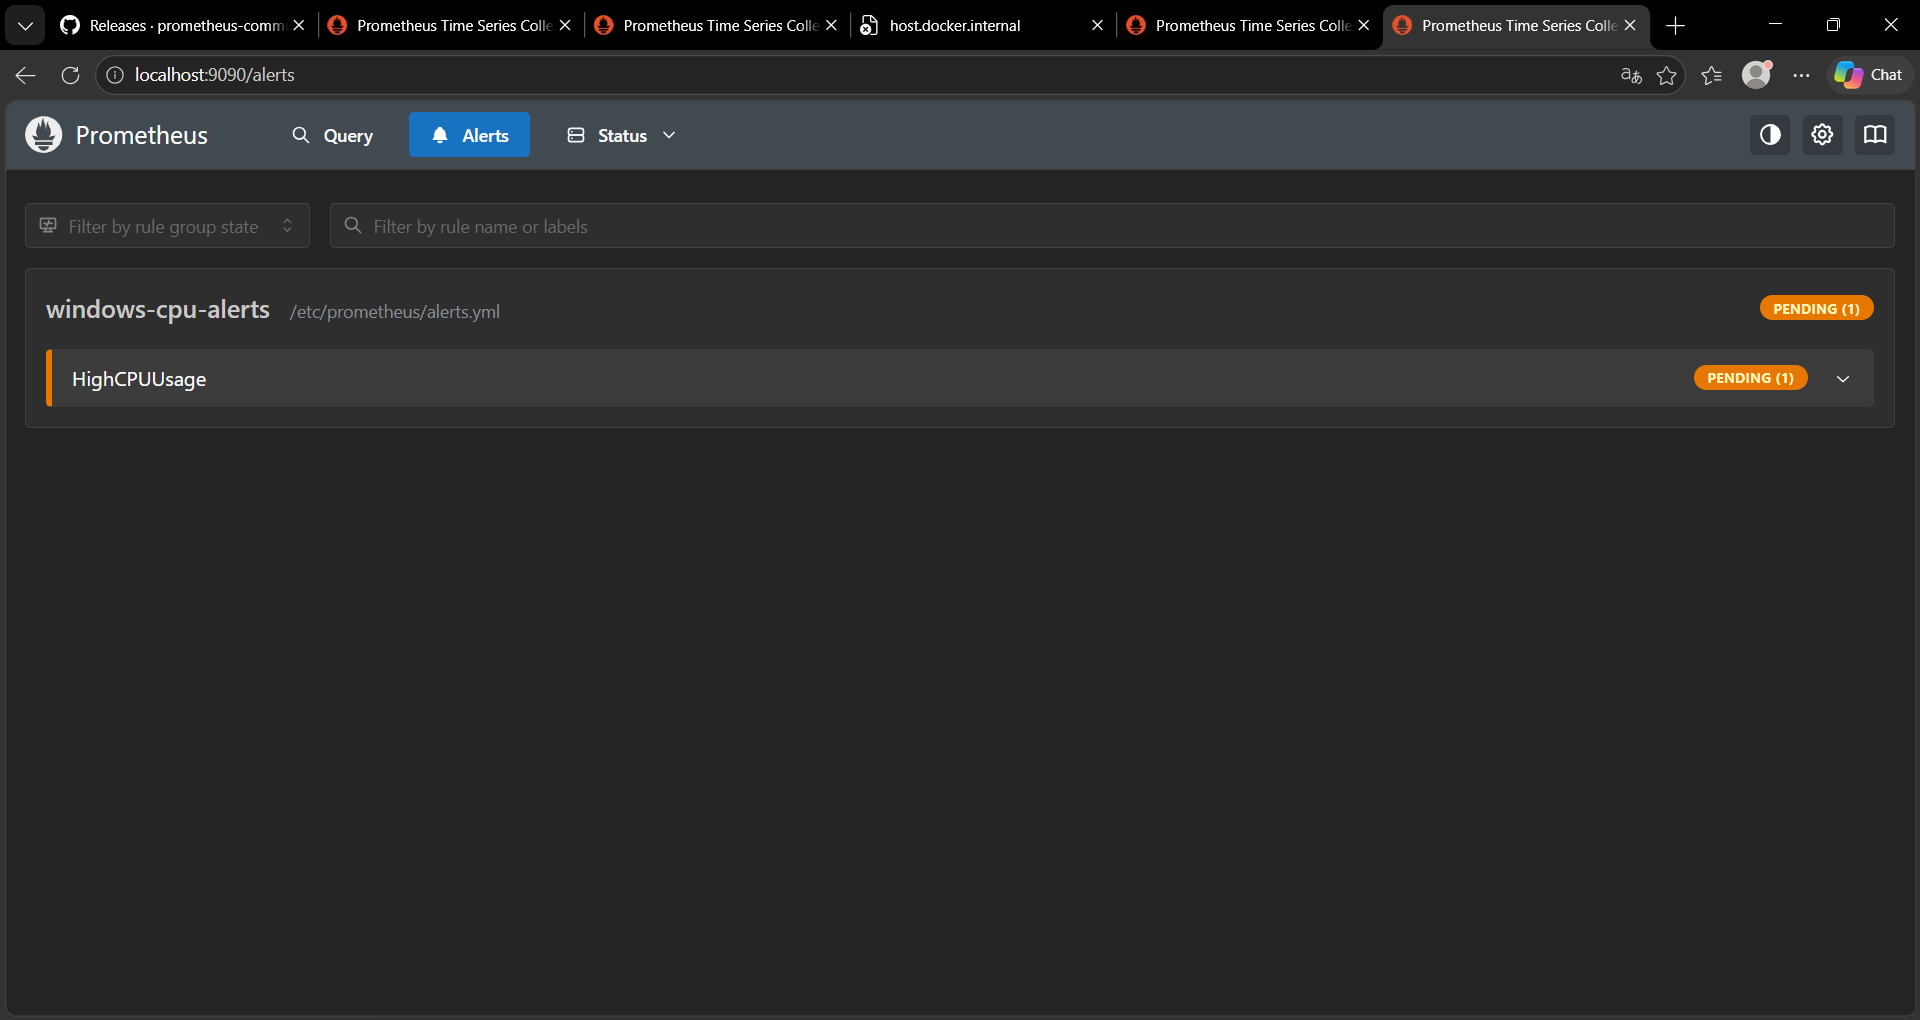 Releases · prometheus-comm
Prometheus Time Series Colle
Prometheus Time Series Colle
host.docker.internal
Prometheus Time Series Colle
Prometheus Time Series Colle
localhost:9090/alerts
Chat
Prometheus
Query
Alerts
Status
Filter by rule group state
Filter by rule name or labels
windows-cpu-alerts /etc/prometheus/alerts.yml
PENDING (1)
HighCPUUsage
PENDING (1)